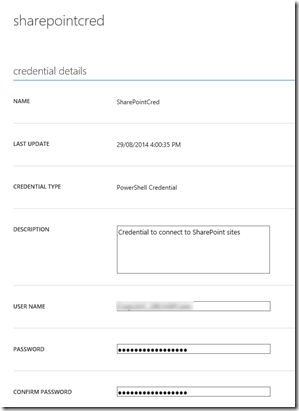 sharepointcred
credential details
NAME SharePointCred
LAST UPDATE 29/08/2014 4:00:35 PM
CREDENTIAL TYPE PowerShell Credential
DESCRIPTION Credential to connect to SharePoint sites
USER NAME
PASSWORD ●●●●●●●●●●●●●●●●●
CONFIRM PASSWORD ●●●●●●●●●●●●●●●●●